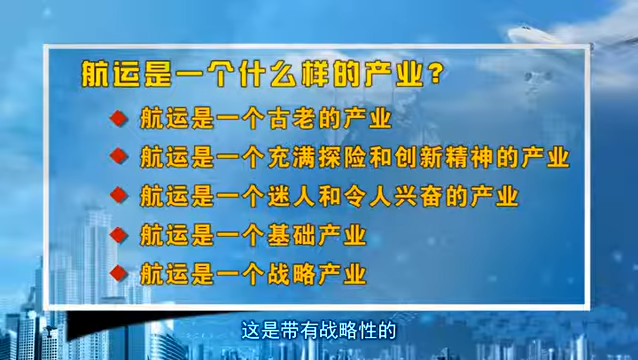 航运是一个什么样的产业?
航运是一个古老的产业
航运是一个充满探险和创新精神的产业
航运是一个迷人和令人兴奋的产业
航运是一个基础产业
航运是一个战略产业
这是带有战略性的